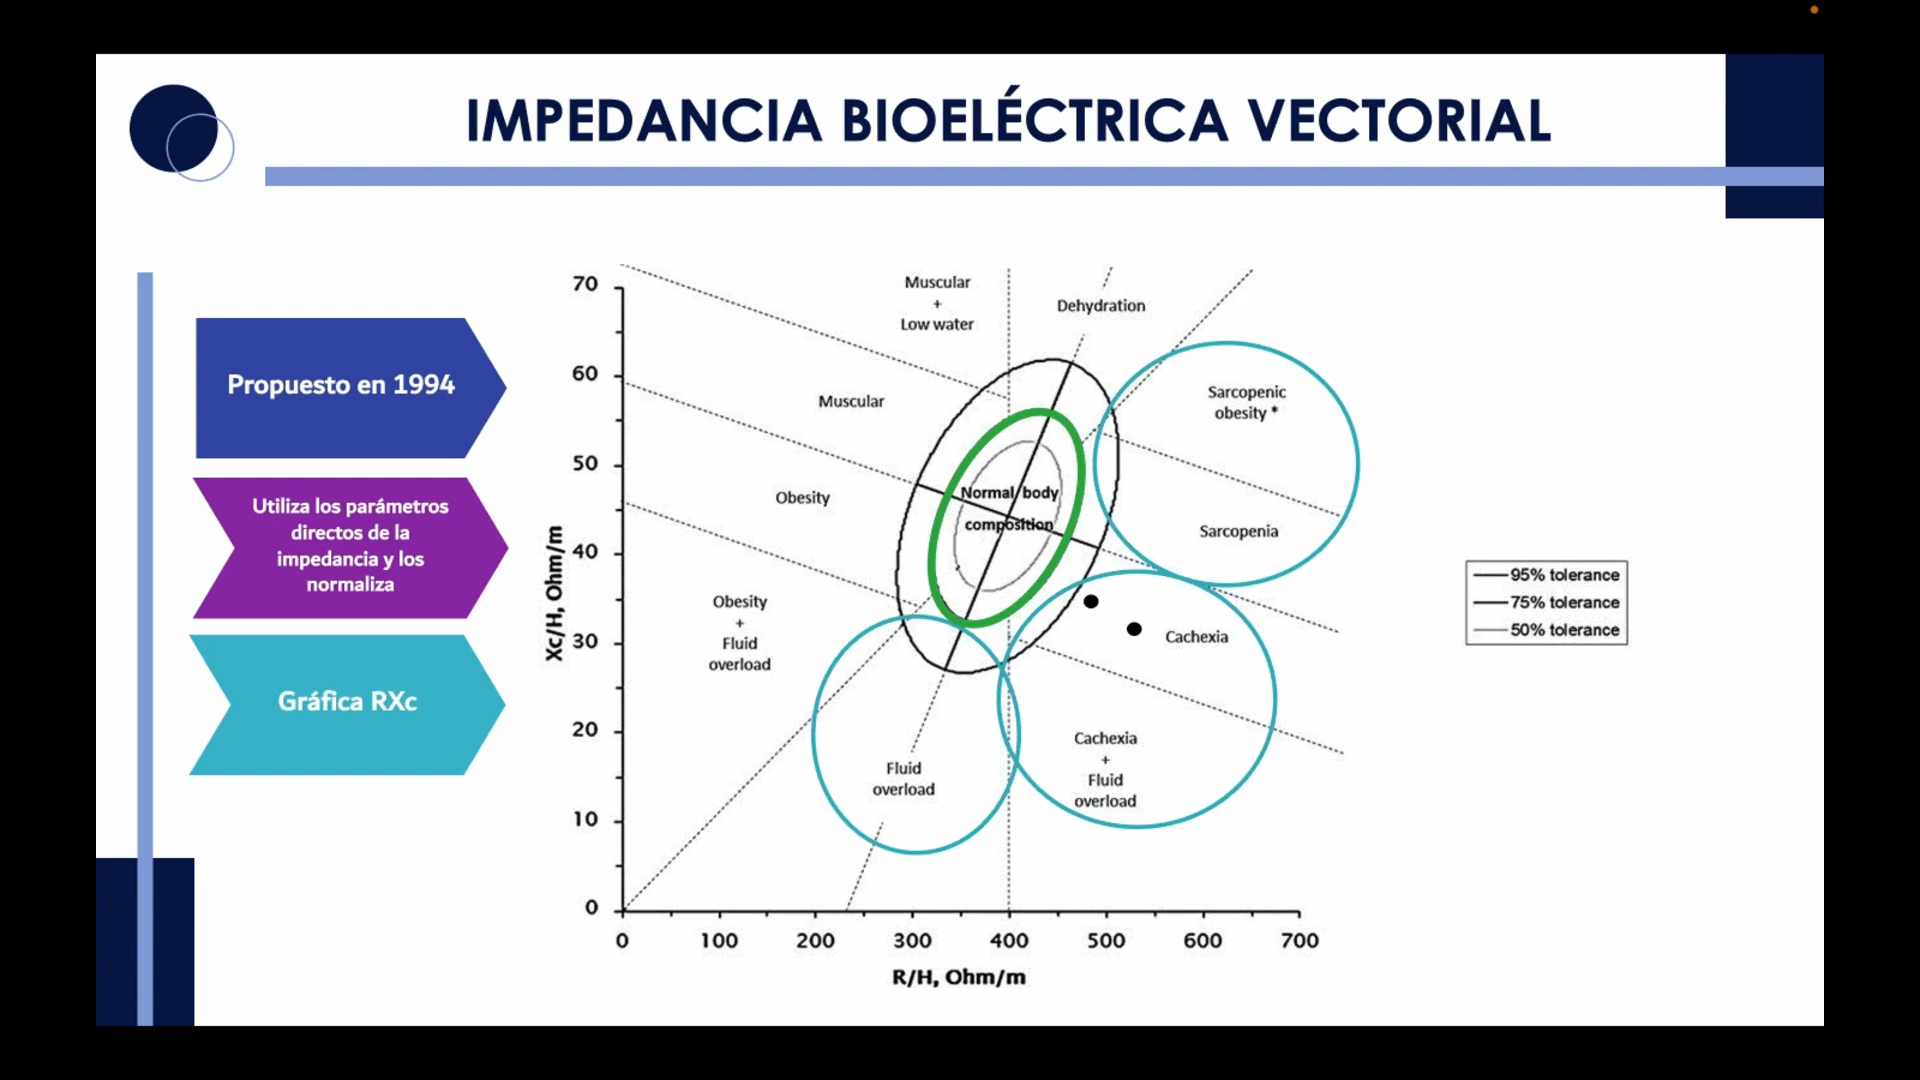 IMPEDANCIA BIOELÉCTRICA VECTORIAL
Propuesto en 1994
Utiliza los parámetros
directos de la
impedancia y los
normaliza
Gráfica RXc
Xc/H, Ohm/m
70
60
50
40
30
20
10
0
0 100 200 300 400 500 600 700
R/H, Ohm/m
Muscular
+
Low water
Dehydration
Muscular
Sarcopenic
obesity *
Obesity
Normal body
composition
Sarcopenia
Obesity
+
Fluid
overload
Cachexia
Fluid
overload
Cachexia
+
Fluid
overload
95% tolerance
75% tolerance
50% tolerance